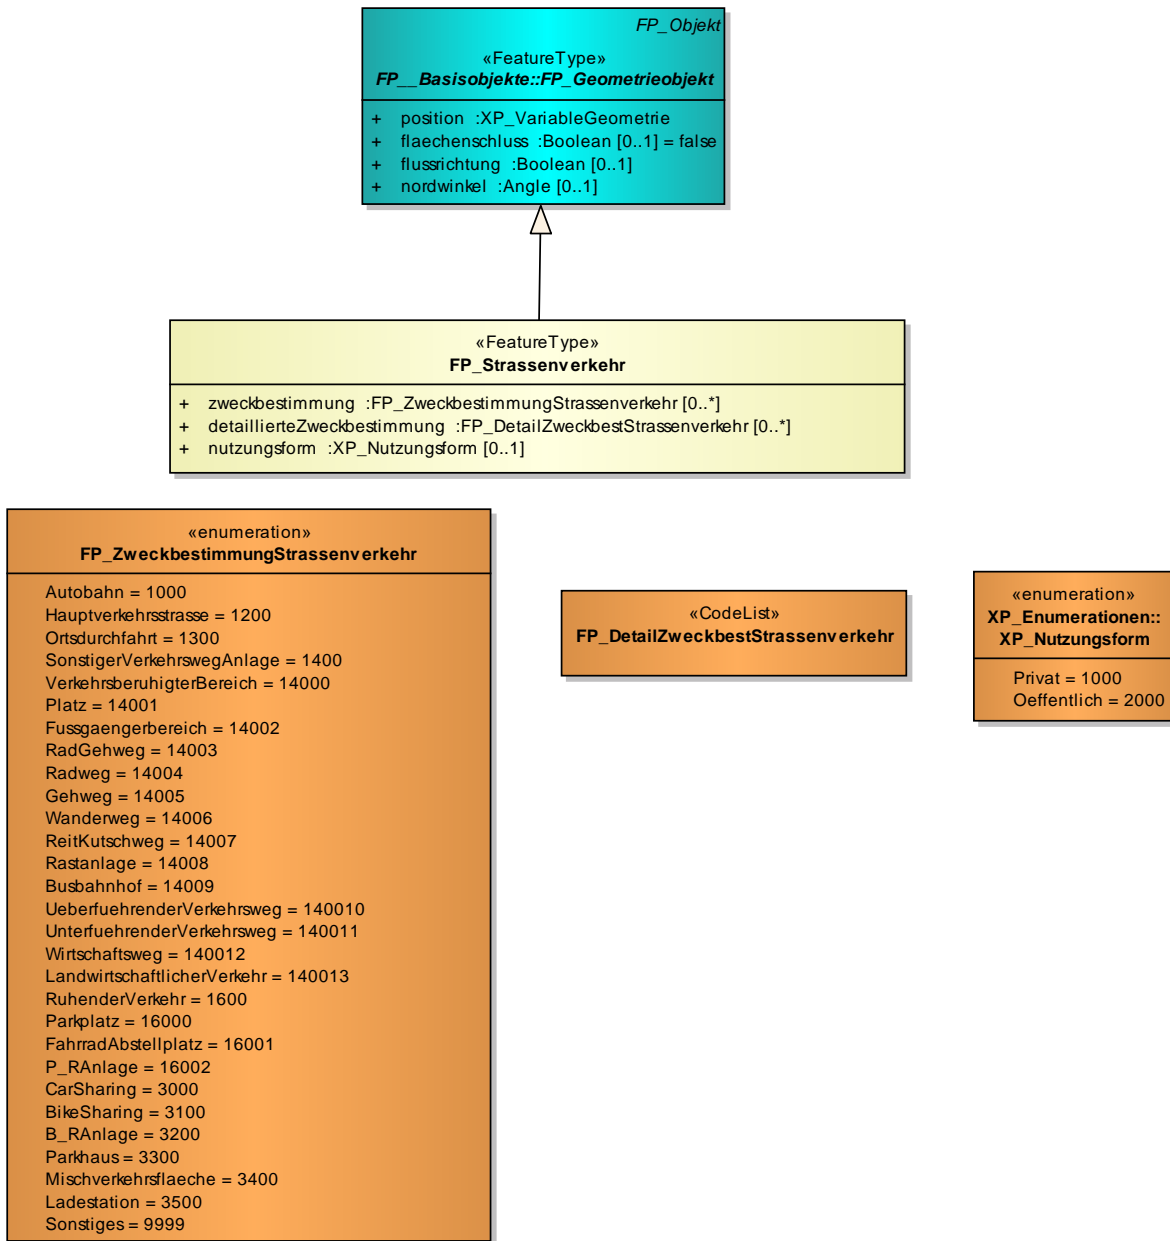 FP_Objekt
«FeatureType»
FP__Basisobjekte::FP_Geometrieobjekt
+ position :XP_VariableGeometrie
+ flaechenschluss :Boolean [0..1] = false
+ flussrichtung :Boolean [0..1]
+ nordwinkel :Angle [0..1]
«FeatureType»
FP_Strassenverkehr
+ zweckbestimmung :FP_ZweckbestimmungStrassenverkehr [0..*]
+ detaillierteZweckbestimmung :FP_DetailZweckbestStrassenverkehr [0..*]
+ nutzungsform :XP_Nutzungsform [0..1]
«enumeration»
FP_ZweckbestimmungStrassenverkehr
Autobahn = 1000
Hauptverkehrsstrasse = 1200
Ortsdurchfahrt = 1300
SonstigerVerkehrswegAnlage = 1400
VerkehrsberuhigterBereich = 14000
Platz = 14001
Fussgaengerbereich = 14002
RadGehweg = 14003
Radweg = 14004
Gehweg = 14005
Wanderweg = 14006
ReitKutschweg = 14007
Rastanlage = 14008
Busbahnhof = 14009
UeberfuehrenderVerkehrsweg = 140010
UnterfuehrenderVerkehrsweg = 140011
Wirtschaftsweg = 140012
LandwirtschaftlicherVerkehr = 140013
RuhenderVerkehr = 1600
Parkplatz = 16000
FahrradAbstellplatz = 16001
P_RAnlage = 16002
CarSharing = 3000
BikeSharing = 3100
B_RAnlage = 3200
Parkhaus = 3300
Mischverkehrsflaeche = 3400
Ladestation = 3500
Sonstiges = 9999
«CodeList»
FP_DetailZweckbestStrassenverkehr
«enumeration»
XP_Enumerationen::
XP_Nutzungsform
Privat = 1000
Oeffentlich = 2000